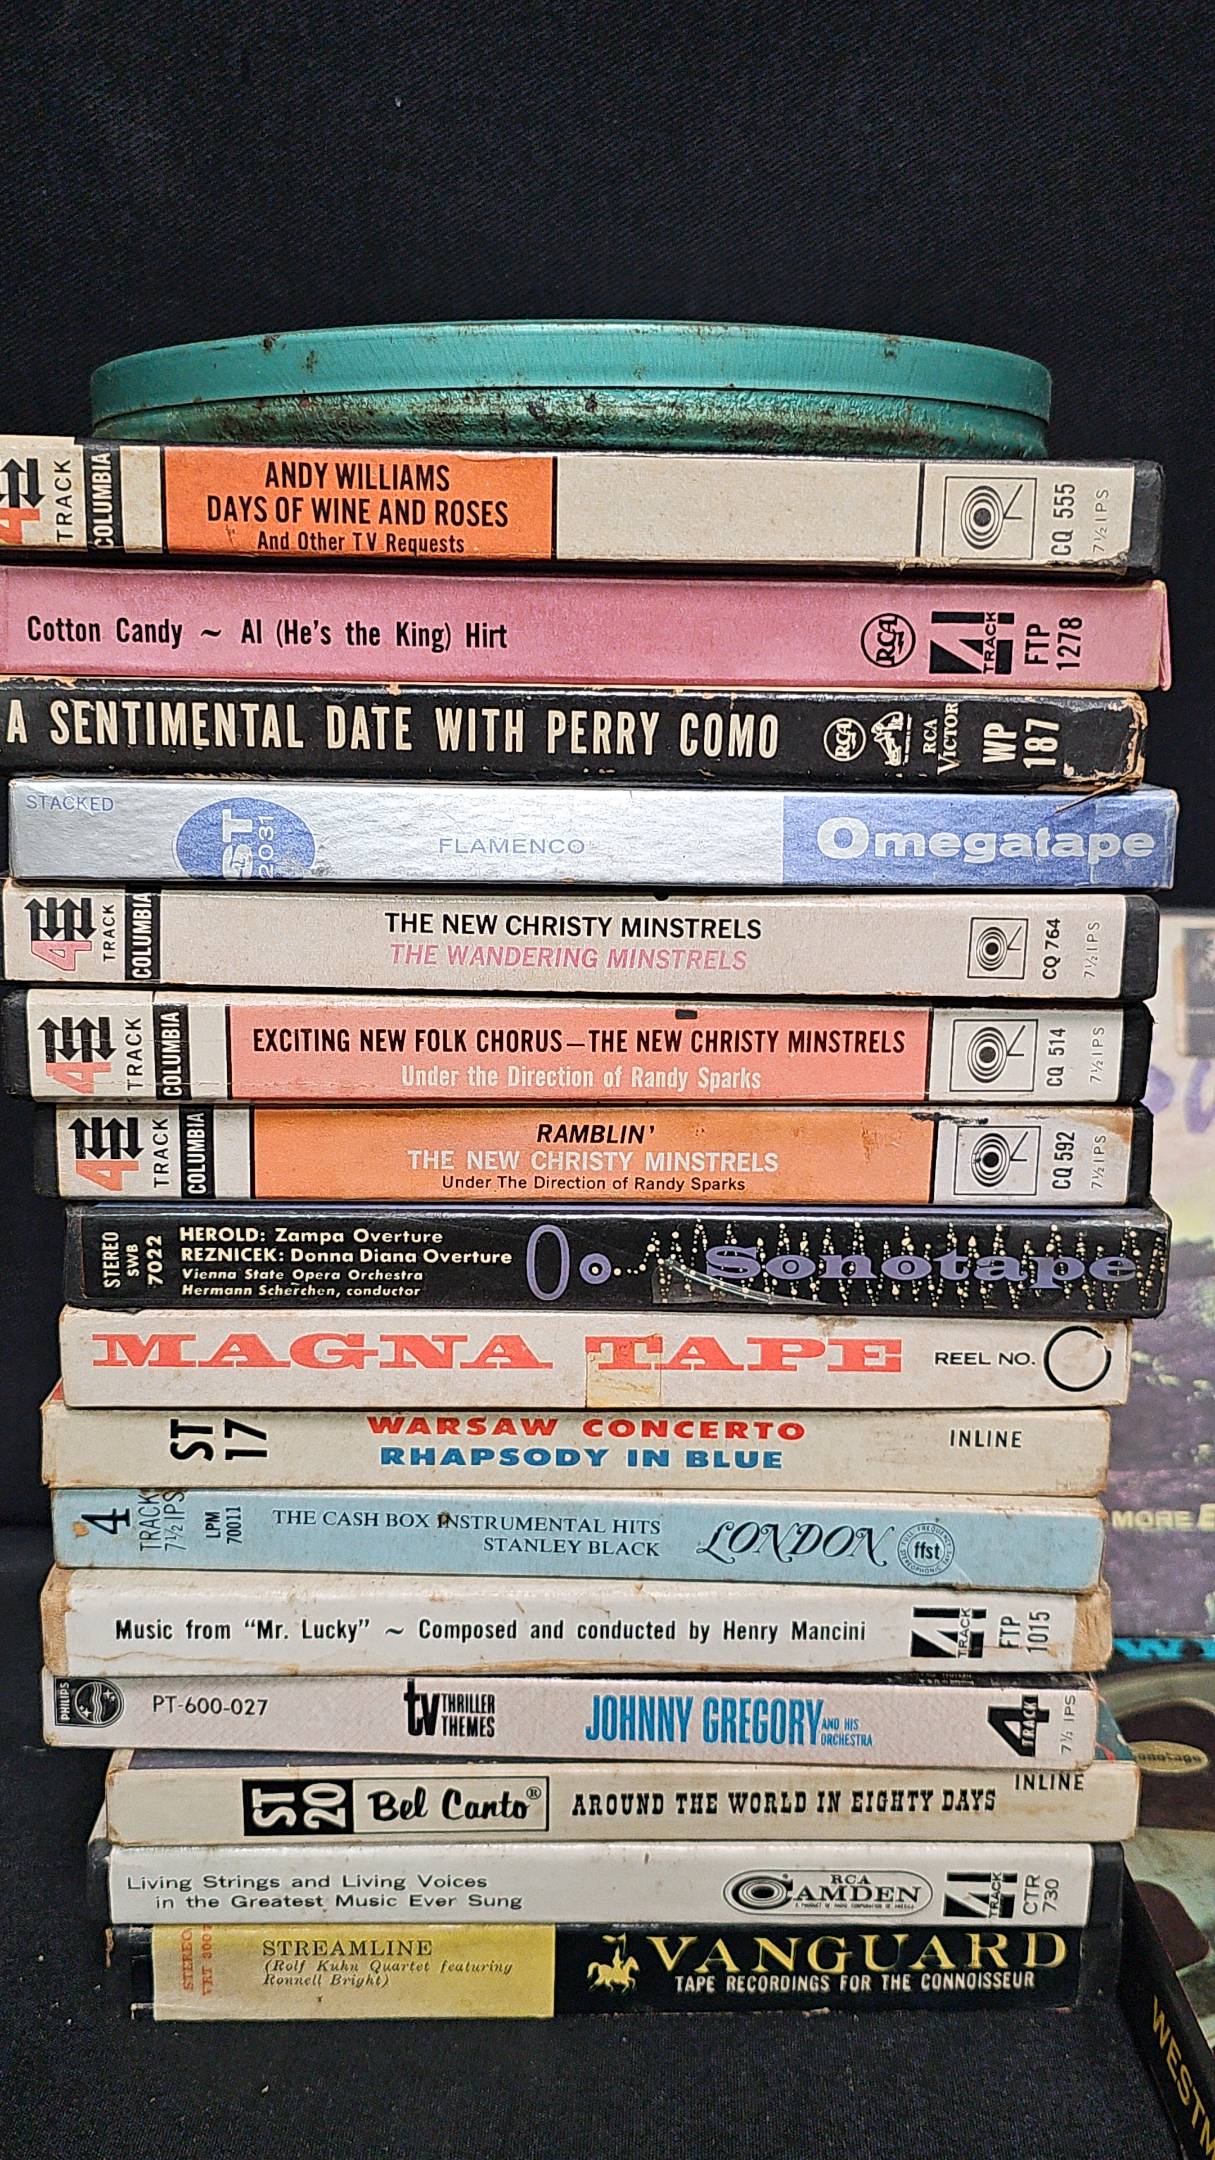 4 TRACK
COLUMBIA
ANDY WILLIAMS
DAYS OF WINE AND ROSES
And Other TV Requests
CQ 555
7½ IPS
Cotton Candy ~ Al (He's the King) Hirt
RCA
4 TRACK
FTP
1278
A SENTIMENTAL DATE WITH PERRY COMO
RCA
RCA
VICTOR
WP
187
STACKED
ST
2031
FLAMENCO
Omegatape
4 TRACK
COLUMBIA
THE NEW CHRISTY MINSTRELS
THE WANDERING MINSTRELS
CQ 764
7½ IPS
4 TRACK
COLUMBIA
EXCITING NEW FOLK CHORUS—THE NEW CHRISTY MINSTRELS
Under the Direction of Randy Sparks
CQ 514
7½ IPS
4 TRACK
COLUMBIA
RAMBLIN'
THE NEW CHRISTY MINSTRELS
Under The Direction of Randy Sparks
CQ 592
7½ IPS
STEREO
SWB
7022
HEROLD: Zampa Overture
REZNICEK: Donna Diana Overture
Vienna State Opera Orchestra
Hermann Scherchen, conductor
Sonotape
MAGNA TAPE
REEL NO.
ST
17
WARSAW CONCERTO
RHAPSODY IN BLUE
INLINE
MORE
4
TRACK
7½ IPS
LPM
70011
THE CASH BOX INSTRUMENTAL HITS
STANLEY BLACK
LONDON
ffst
Music from "Mr. Lucky" ~ Composed and conducted by Henry Mancini
4 TRACK
FTP
1015
PHILIPS
PT-600-027
tv THRILLER
THEMES
JOHNNY GREGORY
AND HIS
ORCHESTRA
4 TRACK
7½ IPS
Sonotape
ST
20
Bel Canto®
AROUND THE WORLD IN EIGHTY DAYS
INLINE
Living Strings and Living Voices
in the Greatest Music Ever Sung
RCA
CAMDEN
4 TRACK
CTR
730
STEREO
STREAMLINE
(Rolf Kuhn Quartet featuring
Ronnell Bright)
VANGUARD
TAPE RECORDINGS FOR THE CONNOISSEUR
WESTM